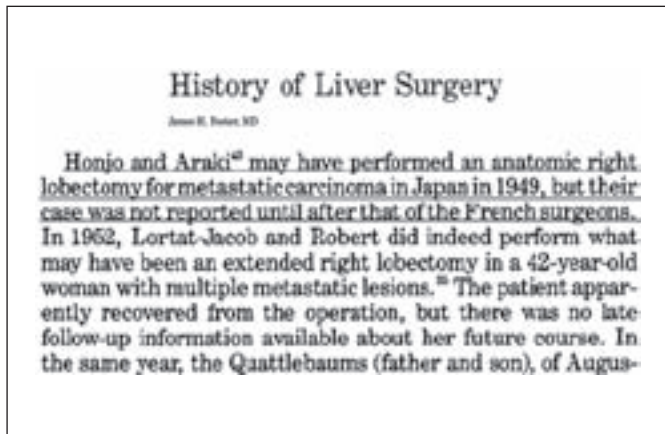 History of Liver Surgery
James H. Foster, MD
Honjo and Araki may have performed an anatomic right
lobectomy for metastatic carcinoma in Japan in 1949, but their
case was not reported until after that of the French surgeons.
In 1952, Lortat-Jacob and Robert did indeed perform what
may have been an extended right lobectomy in a 42-year-old
woman with multiple metastatic lesions. The patient appar-
ently recovered from the operation, but there was no late
follow-up information available about her future course. In
the same year, the Quattlebaums (father and son), of Augus-